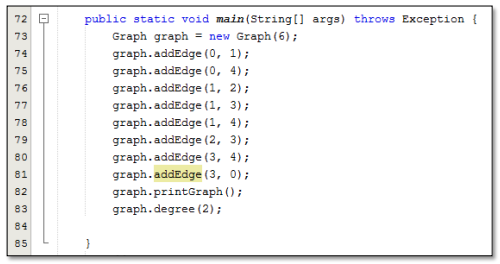 72 public static void main(String[] args) throws Exception {
73 Graph graph = new Graph(6);
74 graph.addEdge(0, 1);
75 graph.addEdge(0, 4);
76 graph.addEdge(1, 2);
77 graph.addEdge(1, 3);
78 graph.addEdge(1, 4);
79 graph.addEdge(2, 3);
80 graph.addEdge(3, 4);
81 graph.addEdge(3, 0);
82 graph.printGraph();
83 graph.degree(2);
84
85 }